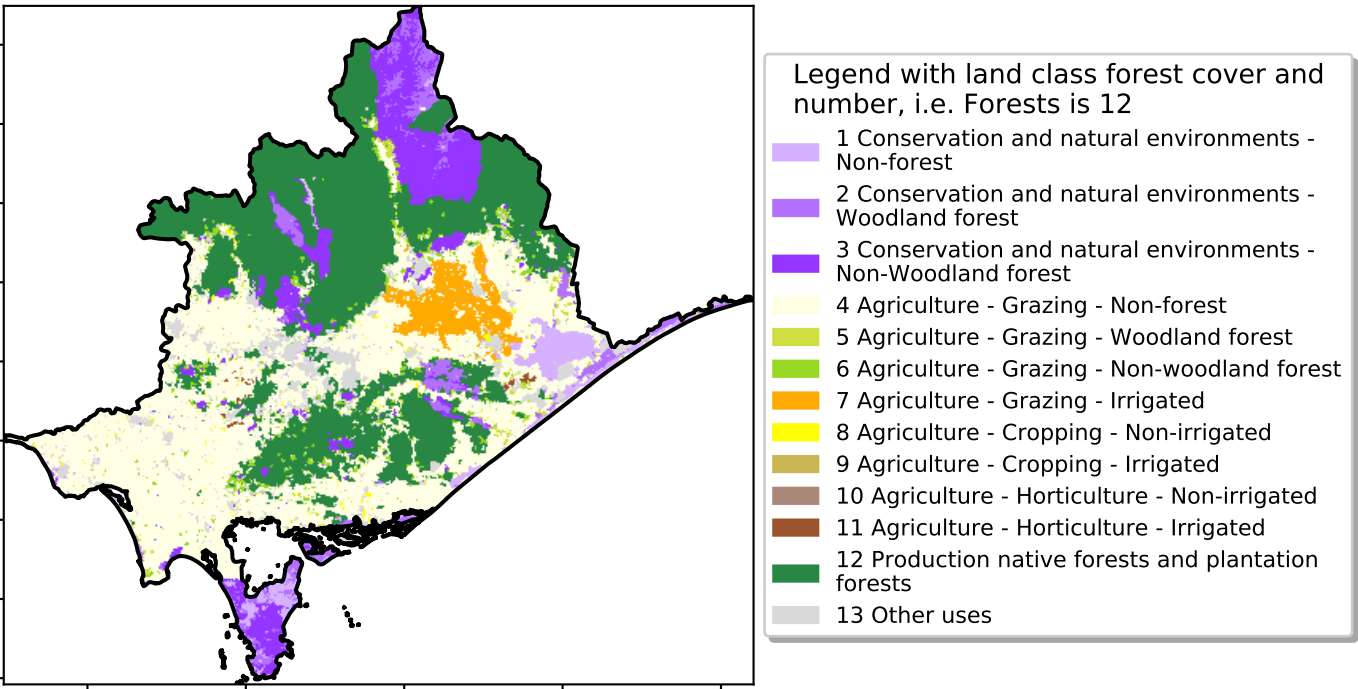 Legend with land class forest cover and
number, i.e. Forests is 12
1 Conservation and natural environments -
Non-forest
2 Conservation and natural environments -
Woodland forest
3 Conservation and natural environments -
Non-Woodland forest
4 Agriculture - Grazing - Non-forest
5 Agriculture - Grazing - Woodland forest
6 Agriculture - Grazing - Non-woodland forest
7 Agriculture - Grazing - Irrigated
8 Agriculture - Cropping - Non-irrigated
9 Agriculture - Cropping - Irrigated
10 Agriculture - Horticulture - Non-irrigated
11 Agriculture - Horticulture - Irrigated
12 Production native forests and plantation
forests
13 Other uses